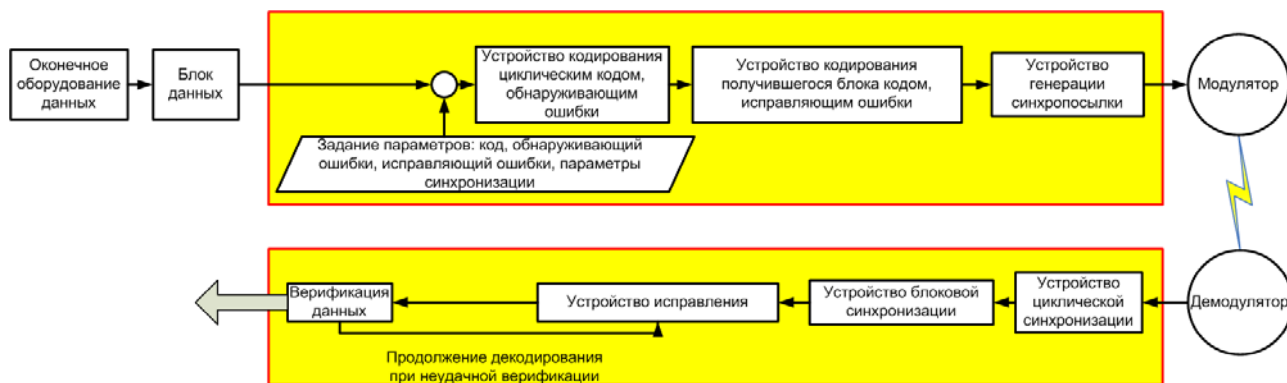 Оконечное
оборудование
данных
Блок
данных
Устройство кодирования
циклическим кодом,
обнаруживающим
ошибки
Устройство кодирования
получившегося блока кодом,
исправляющим ошибки
Устройство
генерации
синхропосылки
Модулятор
Задание параметров: код, обнаруживающий
ошибки, исправляющий ошибки, параметры
синхронизации
Верификация
данных
Устройство исправления
Устройство блоковой
синхронизации
Устройство
циклической
синхронизации
Демодулятор
Продолжение декодирования
при неудачной верификации